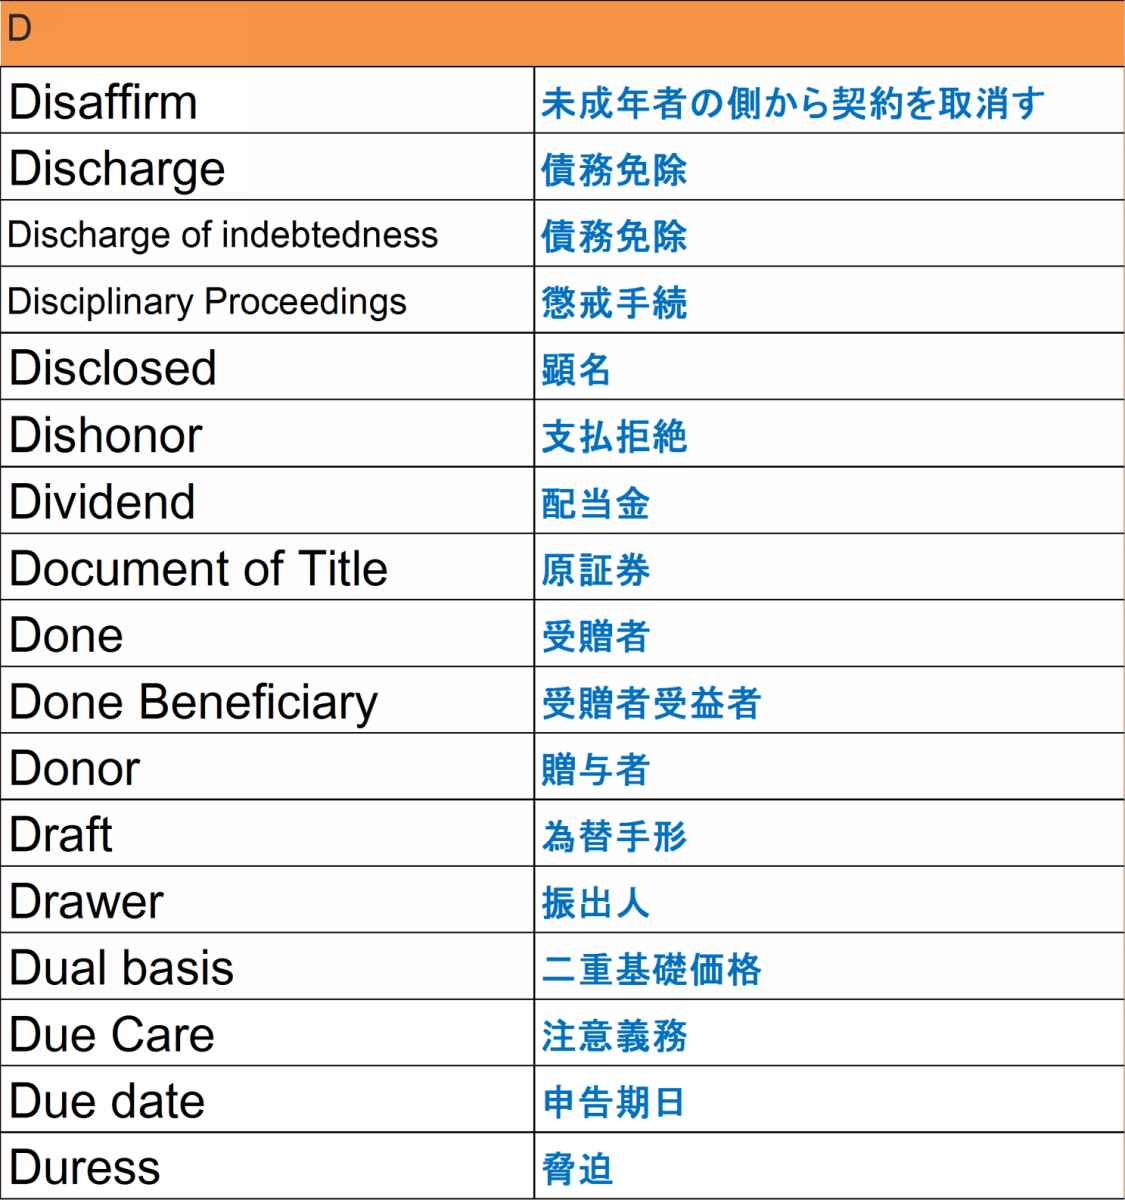 D
Disaffirm 未成年者の側から契約を取消す
Discharge 債務免除
Discharge of indebtedness 債務免除
Disciplinary Proceedings 懲戒手続
Disclosed 顕名
Dishonor 支払拒絶
Dividend 配当金
Document of Title 原証券
Done 受贈者
Done Beneficiary 受贈者受益者
Donor 贈与者
Draft 為替手形
Drawer 振出人
Dual basis 二重基礎価格
Due Care 注意義務
Due date 申告期日
Duress 脅迫